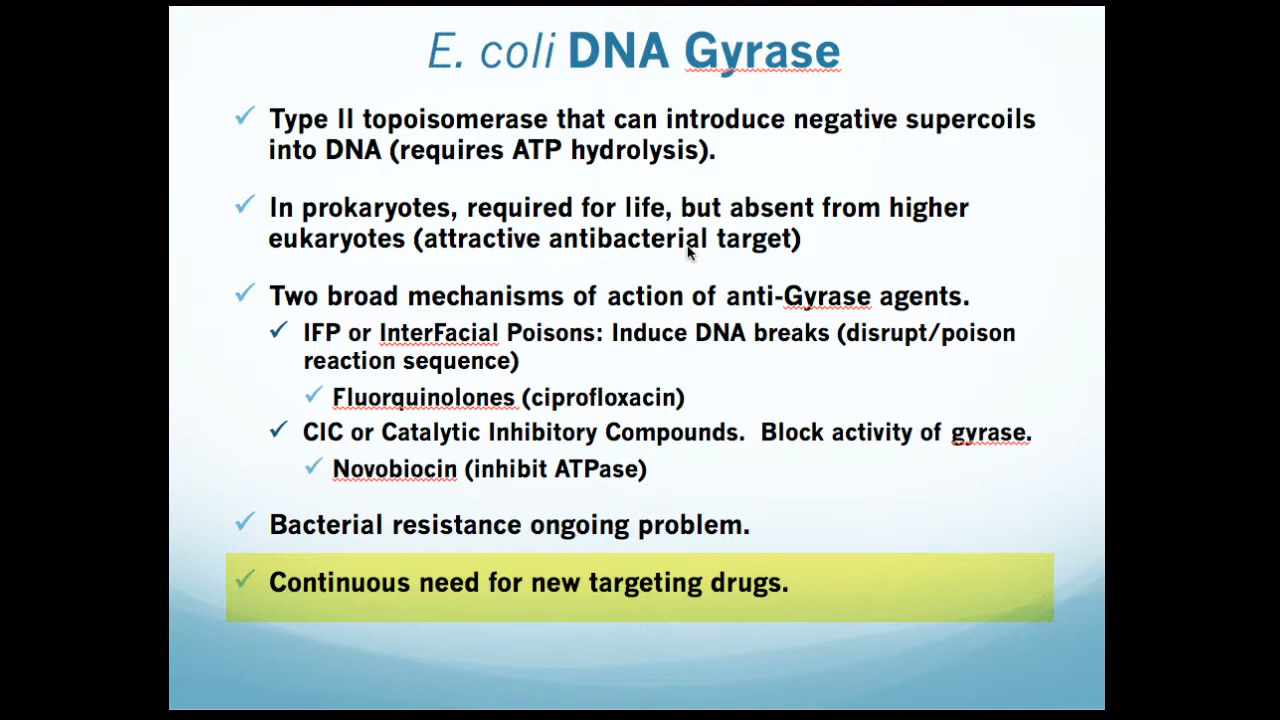 E. coli DNA Gyrase
Type II topoisomerase that can introduce negative supercoils
into DNA (requires ATP hydrolysis).
In prokaryotes, required for life, but absent from higher
eukaryotes (attractive antibacterial target)
Two broad mechanisms of action of anti-Gyrase agents.
IFP or InterFacial Poisons: Induce DNA breaks (disrupt/poison
reaction sequence)
Fluorquinolones (ciprofloxacin)
CIC or Catalytic Inhibitory Compounds.  Block activity of gyrase.
Novobiocin (inhibit ATPase)
Bacterial resistance ongoing problem.
Continuous need for new targeting drugs.